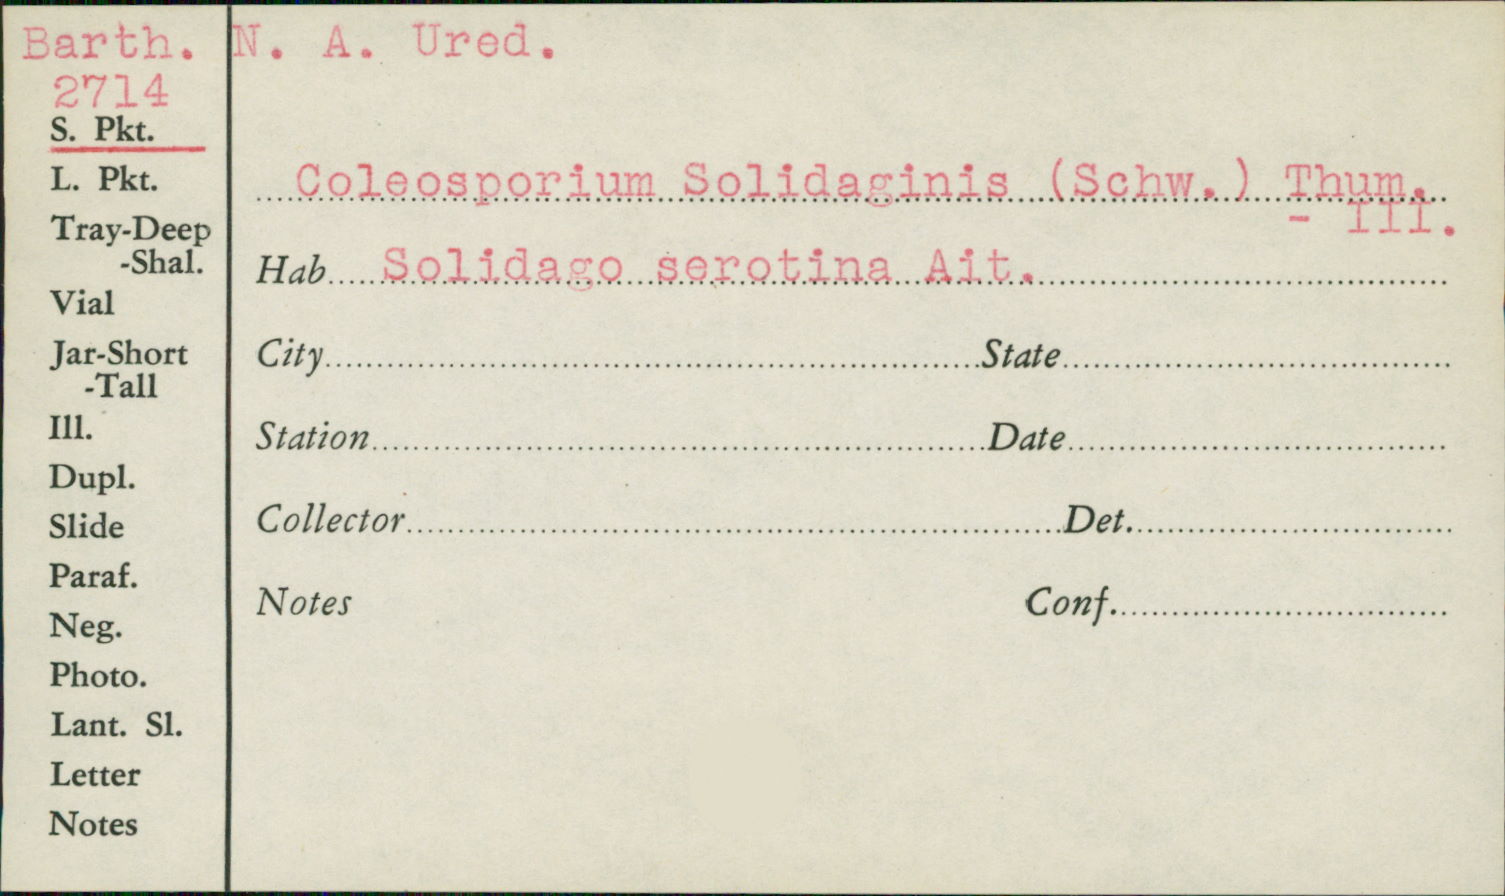 Barth. N. A. Ured.
2714
S. Pkt.
L. Pkt.
Tray-Deep
-Shal.
Vial
Jar-Short
-Tall
Ill.
Dupl.
Slide
Paraf.
Neg.
Photo.
Lant. Sl.
Letter
Notes
Coleosporium Solidaginis (Schw.) Thum.
- III.
Hab Solidago serotina Ait.
City State
Station Date
Collector Det.
Notes Conf.